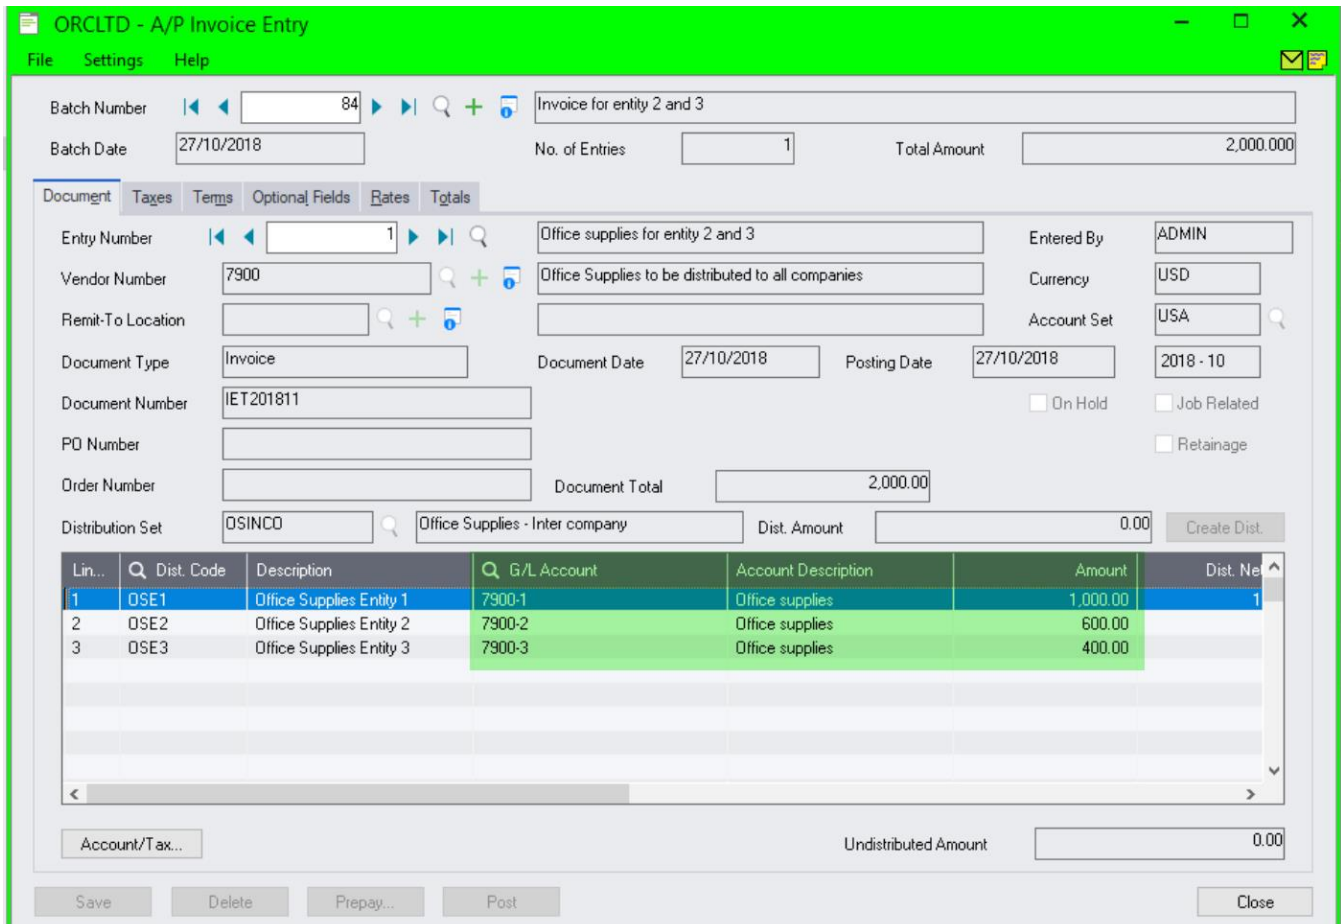 ORCLTD - A/P Invoice Entry
File Settings Help
Batch Number 84 Invoice for entity 2 and 3
Batch Date 27/10/2018 No. of Entries 1 Total Amount 2,000.000
Document Taxes Terms Optional Fields Rates Totals
Entry Number 1 Office supplies for entity 2 and 3 Entered By ADMIN
Vendor Number 7900 Office Supplies to be distributed to all companies Currency USD
Remit-To Location Account Set USA
Document Type Invoice Document Date 27/10/2018 Posting Date 27/10/2018 2018 - 10
Document Number IET201811 On Hold Job Related
PO Number Retainage
Order Number Document Total 2,000.00
Distribution Set OSINCO Office Supplies - Inter company Dist. Amount 0.00 Create Dist.
Lin... Dist. Code Description G/L Account Account Description Amount Dist. Ne
1 OSE1 Office Supplies Entity 1 7900-1 Office supplies 1,000.00 1
2 OSE2 Office Supplies Entity 2 7900-2 Office supplies 600.00
3 OSE3 Office Supplies Entity 3 7900-3 Office supplies 400.00
Account/Tax... Undistributed Amount 0.00
Save Delete Prepay... Post Close